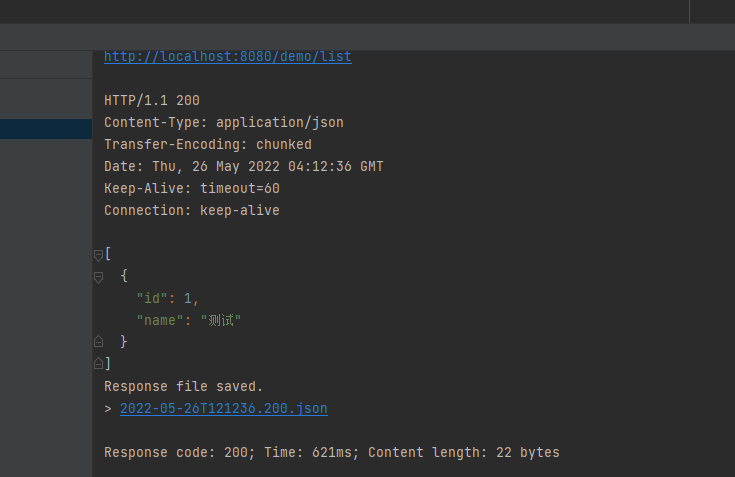 http://localhost:8080/demo/list
HTTP/1.1 200
Content-Type: application/json
Transfer-Encoding: chunked
Date: Thu, 26 May 2022 04:12:36 GMT
Keep-Alive: timeout=60
Connection: keep-alive
[
{
"id": 1,
"name": "测试"
}
]
Response file saved.
> 2022-05-26T121236.200.json
Response code: 200; Time: 621ms; Content length: 22 bytes